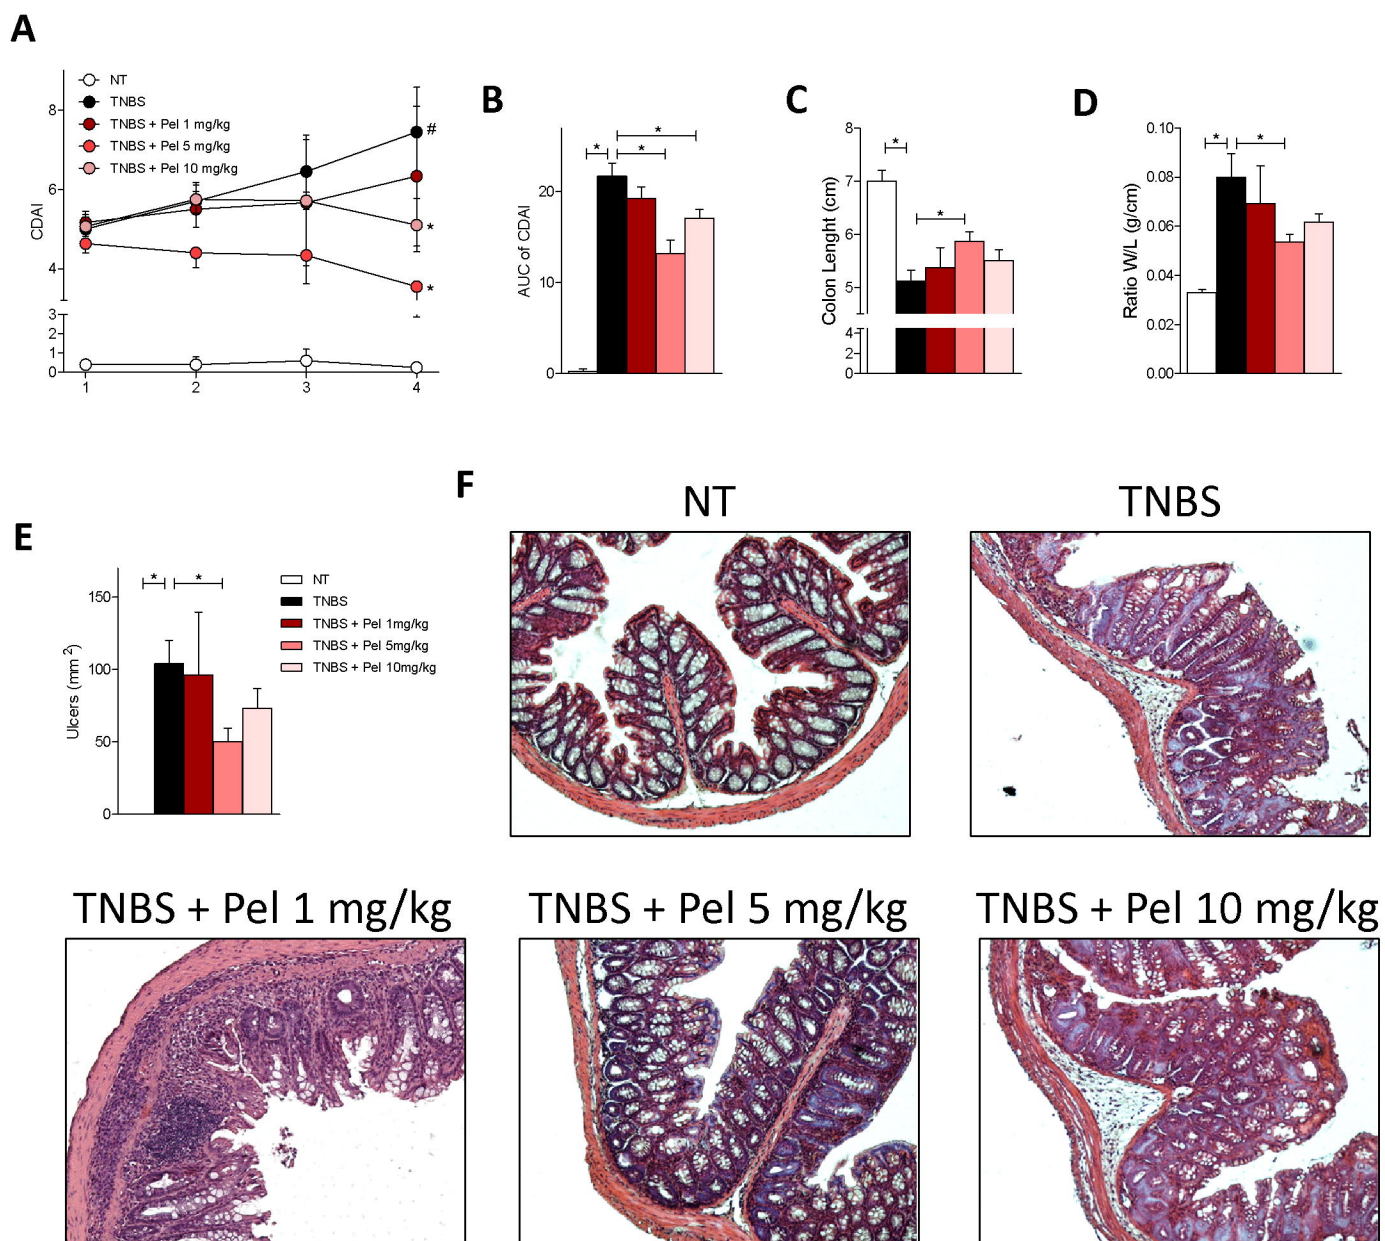 A
NT
TNBS
TNBS + Pel 1 mg/kg
TNBS + Pel 5 mg/kg
TNBS + Pel 10 mg/kg
CDAI
8
6
4
3
2
1
0
1 2 3 4
#
*
*
B
* * *
AUC of CDAI
20
10
0
C
* *
Colon Lenght (cm)
8
7
6
5
4
2
0
D
* *
Ratio W/L (g/cm)
0.10
0.08
0.06
0.04
0.02
0.00
E
* *
Ulcers (mm 2)
150
100
50
0
NT
TNBS
TNBS + Pel 1mg/kg
TNBS + Pel 5mg/kg
TNBS + Pel 10mg/kg
F
NT
TNBS
TNBS + Pel 1 mg/kg
TNBS + Pel 5 mg/kg
TNBS + Pel 10 mg/kg